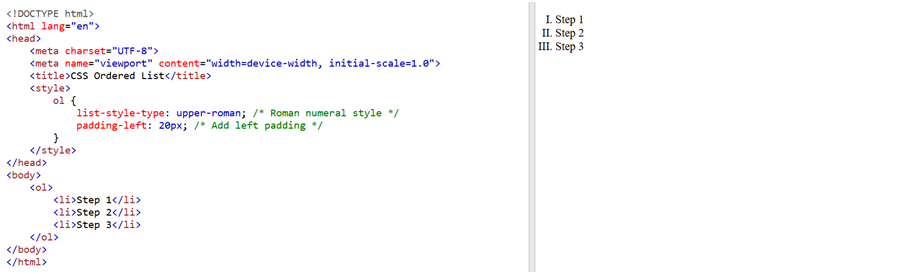 <!DOCTYPE html>
<html lang="en">
<head>
    <meta charset="UTF-8">
    <meta name="viewport" content="width=device-width, initial-scale=1.0">
    <title>CSS Ordered List</title>
    <style>
        ol {
            list-style-type: upper-roman; /* Roman numeral style */
            padding-left: 20px; /* Add left padding */
        }
    </style>
</head>
<body>
    <ol>
        <li>Step 1</li>
        <li>Step 2</li>
        <li>Step 3</li>
    </ol>
</body>
</html>
I. Step 1
II. Step 2
III. Step 3